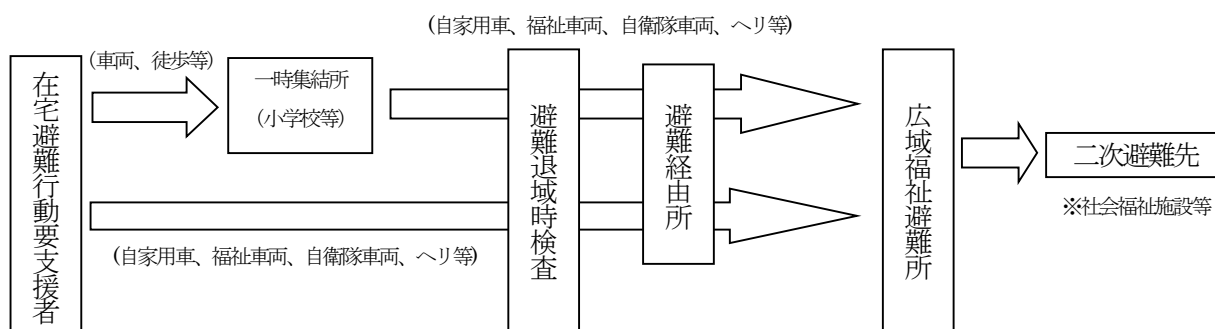 (自家用車、福祉車両、自衛隊車両、ヘリ等)
在宅避難行動要支援者
(車両、徒歩等)
一時集結所
(小学校等)
避難退域時検査
避難経由所
広域福祉避難所
二次避難先
※社会福祉施設等
(自家用車、福祉車両、自衛隊車両、ヘリ等)